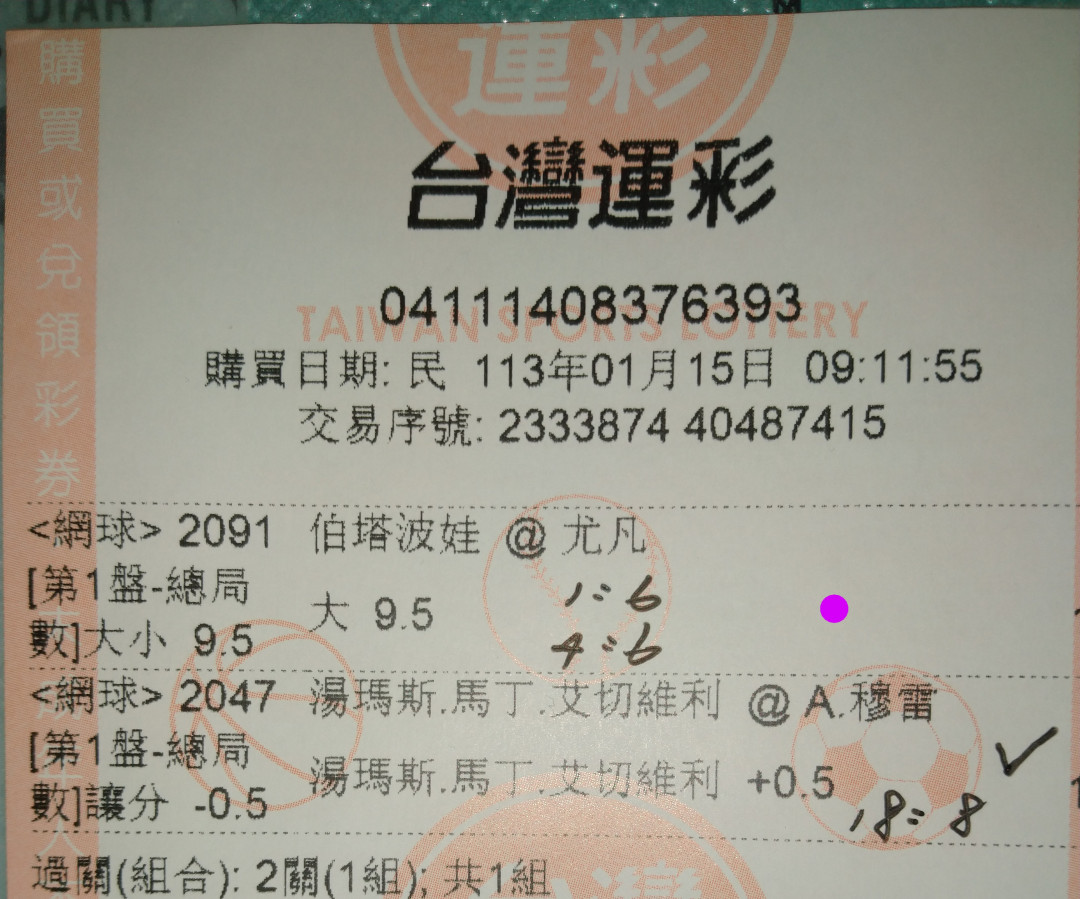 DIARY
運彩
台灣運彩
04111408376393
TAIWAN SPORTS LOTTERY
購買日期: 民 113年01月15日 09:11:55
交易序號: 2333874 40487415
購買或兌領彩券
<網球> 2091 伯塔波娃 @ 尤凡
[第1盤-總局
數]大小 9.5
大 9.5
1:6
4:6
<網球> 2047 湯瑪斯.馬丁.艾切維利 @ A.穆雷
[第1盤-總局
數]讓分 -0.5
湯瑪斯.馬丁.艾切維利 +0.5
18:8
過關(組合): 2關(1組); 共1組